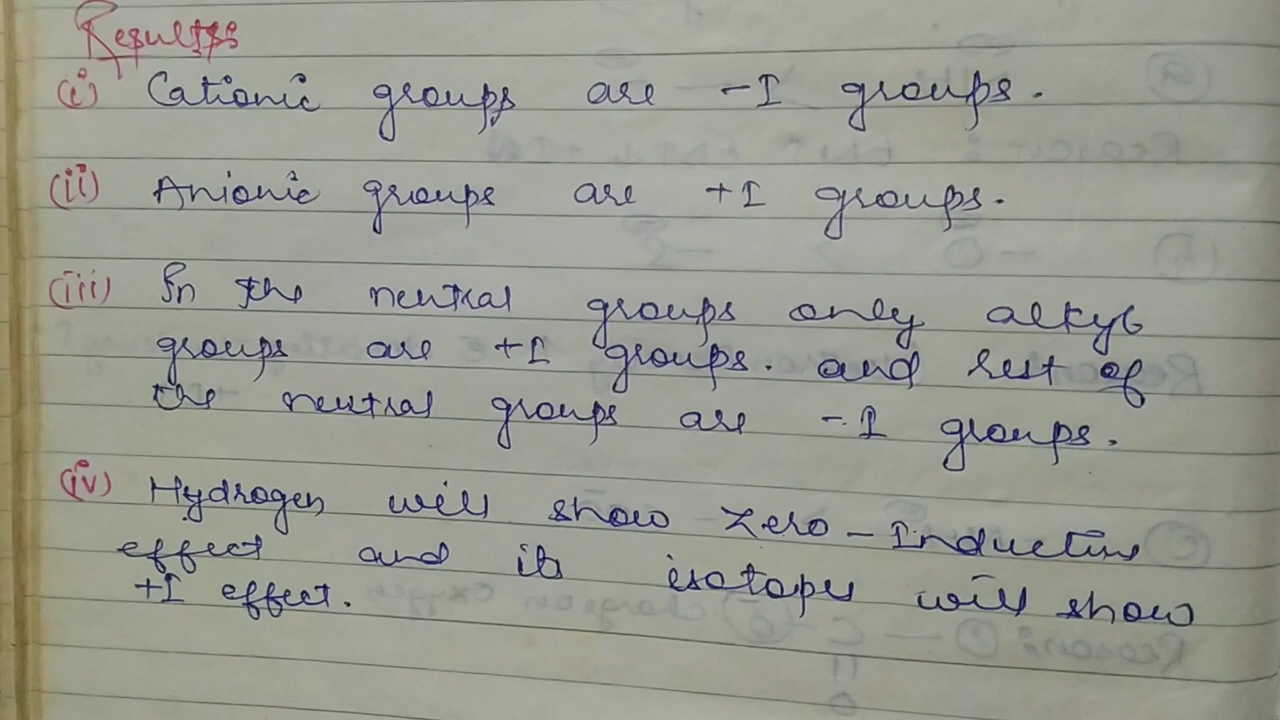 Results
(i) Cationic groups are -I groups.
(ii) Anionic groups are +I groups.
(iii) In the neutral groups only alkyl
groups are +I groups. and rest of
the neutral groups are -I groups.
(iv) Hydrogen will show zero-Inductive
effect and its isotopes will show
+I effect.